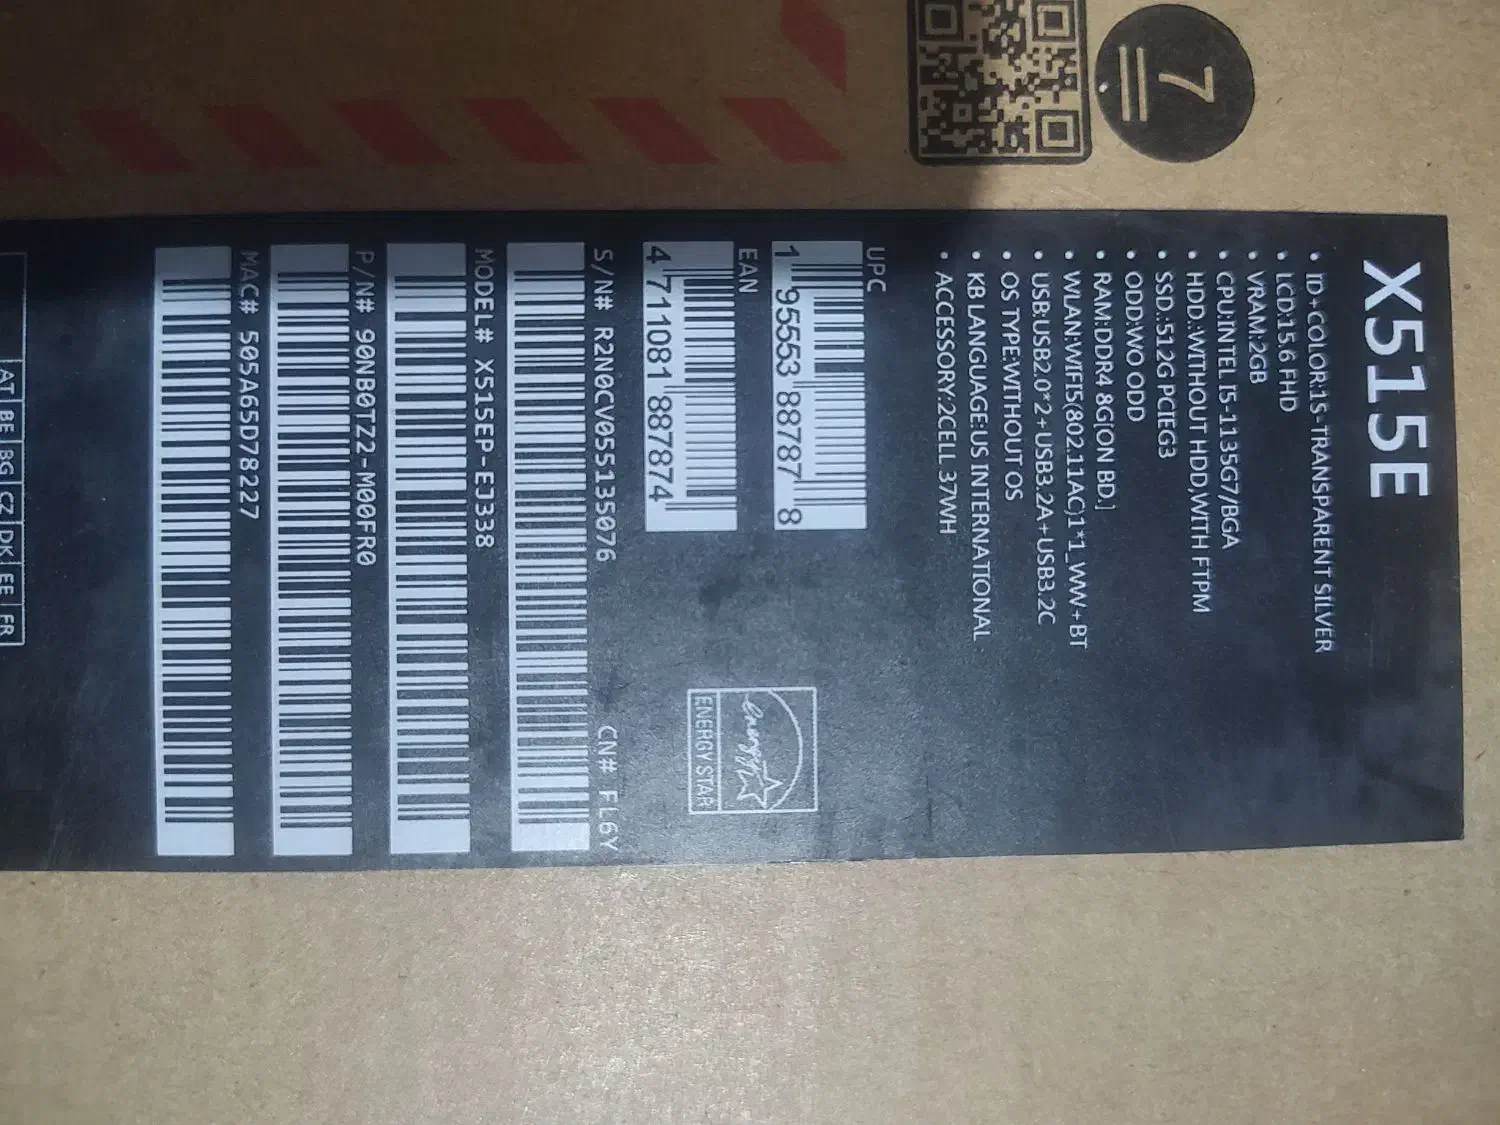 7
X515E
• ID+COLOR:1S-TRANSPARENT SILVER
• LCD:15.6 FHD
• VRAM:2GB
• CPU:INTEL I5-1135G7/BGA
• HDD.:WITHOUT HDD,WITH FTPM
• SSD.:512G PCIEG3
• ODD:WO ODD
• RAM:DDR4 8G[ON BD.]
• WLAN:WIFI5(802.11AC)1*1_WW+BT
• USB:USB2.0*2+USB3.2A+USB3.2C
• OS TYPE:WITHOUT OS
• KB LANGUAGE:US INTERNATIONAL
• ACCESSORY:2CELL 37WH
UPC
1 95553 88787 8
EAN
4 711081 887874
energy
ENERGY STAR
S/N# R2N0CV055135076 CN# FL6Y
MODEL# X515EP-EJ338
P/N# 90NB0TZ2-M00FR0
MAC# 505A65D78227
AT BE BG CZ DK EE FR